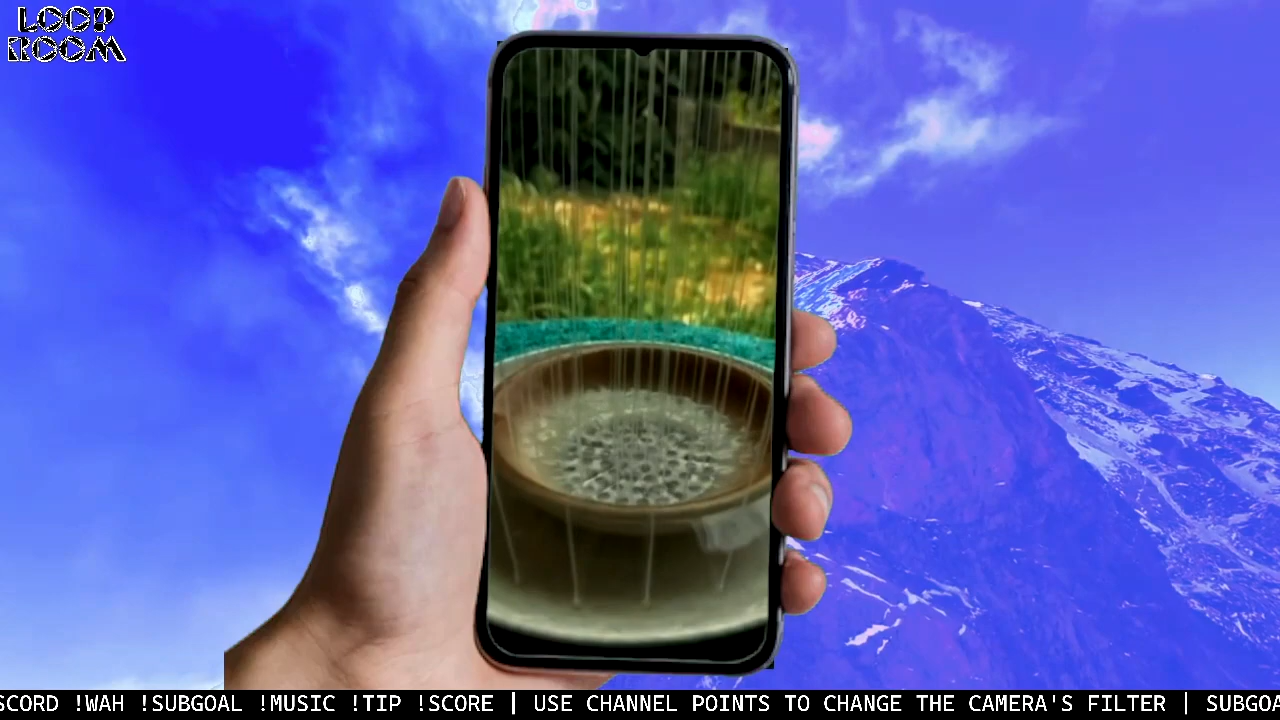 LOOP
ROOM
SCORD !WAH !SUBGOAL !MUSIC !TIP !SCORE | USE CHANNEL POINTS TO CHANGE THE CAMERA'S FILTER | SUBGOA